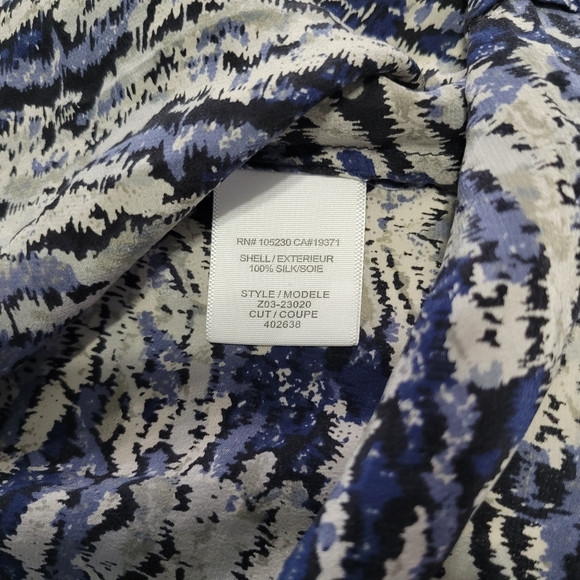 RN# 105230 CA#19371
SHELL / EXTERIEUR
100% SILK/SOIE
STYLE / MODELE
Z03-23020
CUT / COUPE
402638